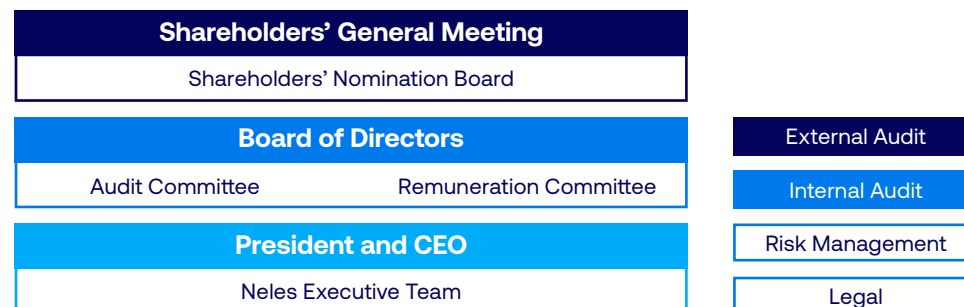 Shareholders’ General Meeting
Shareholders’ Nomination Board
Board of Directors
Audit Committee
Remuneration Committee
President and CEO
Neles Executive Team
External Audit
Internal Audit
Risk Management
Legal